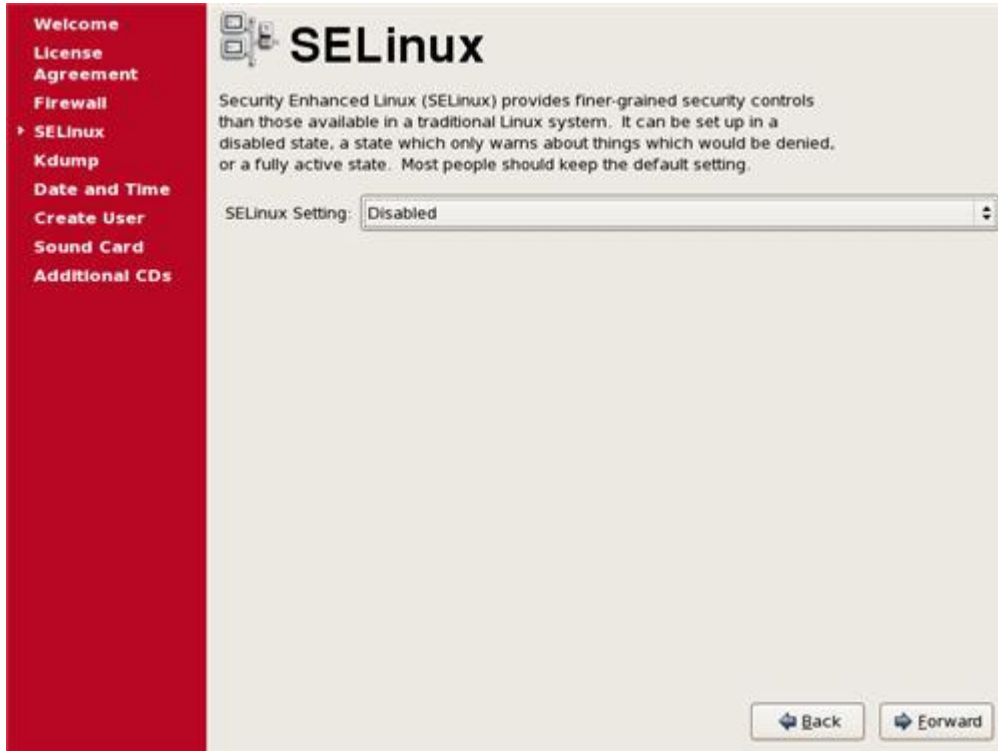 Welcome
License
Agreement
Firewall
SELinux
Kdump
Date and Time
Create User
Sound Card
Additional CDs
SELinux
Security Enhanced Linux (SELinux) provides finer-grained security controls
than those available in a traditional Linux system. It can be set up in a
disabled state, a state which only warns about things which would be denied,
or a fully active state. Most people should keep the default setting.
SELinux Setting: Disabled
Back Forward